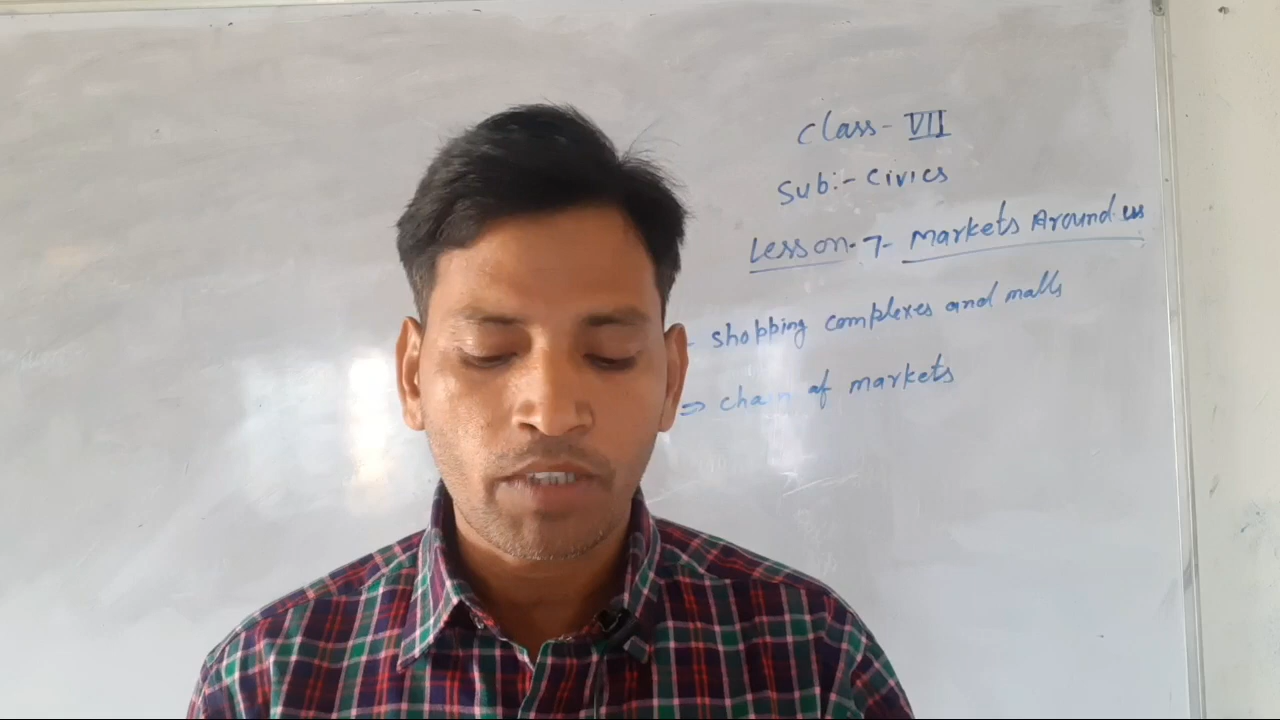 Class- VII
Sub:- Civics
Lesson-7- Markets Around us
- shopping complexes and malls
⇒ chain of markets